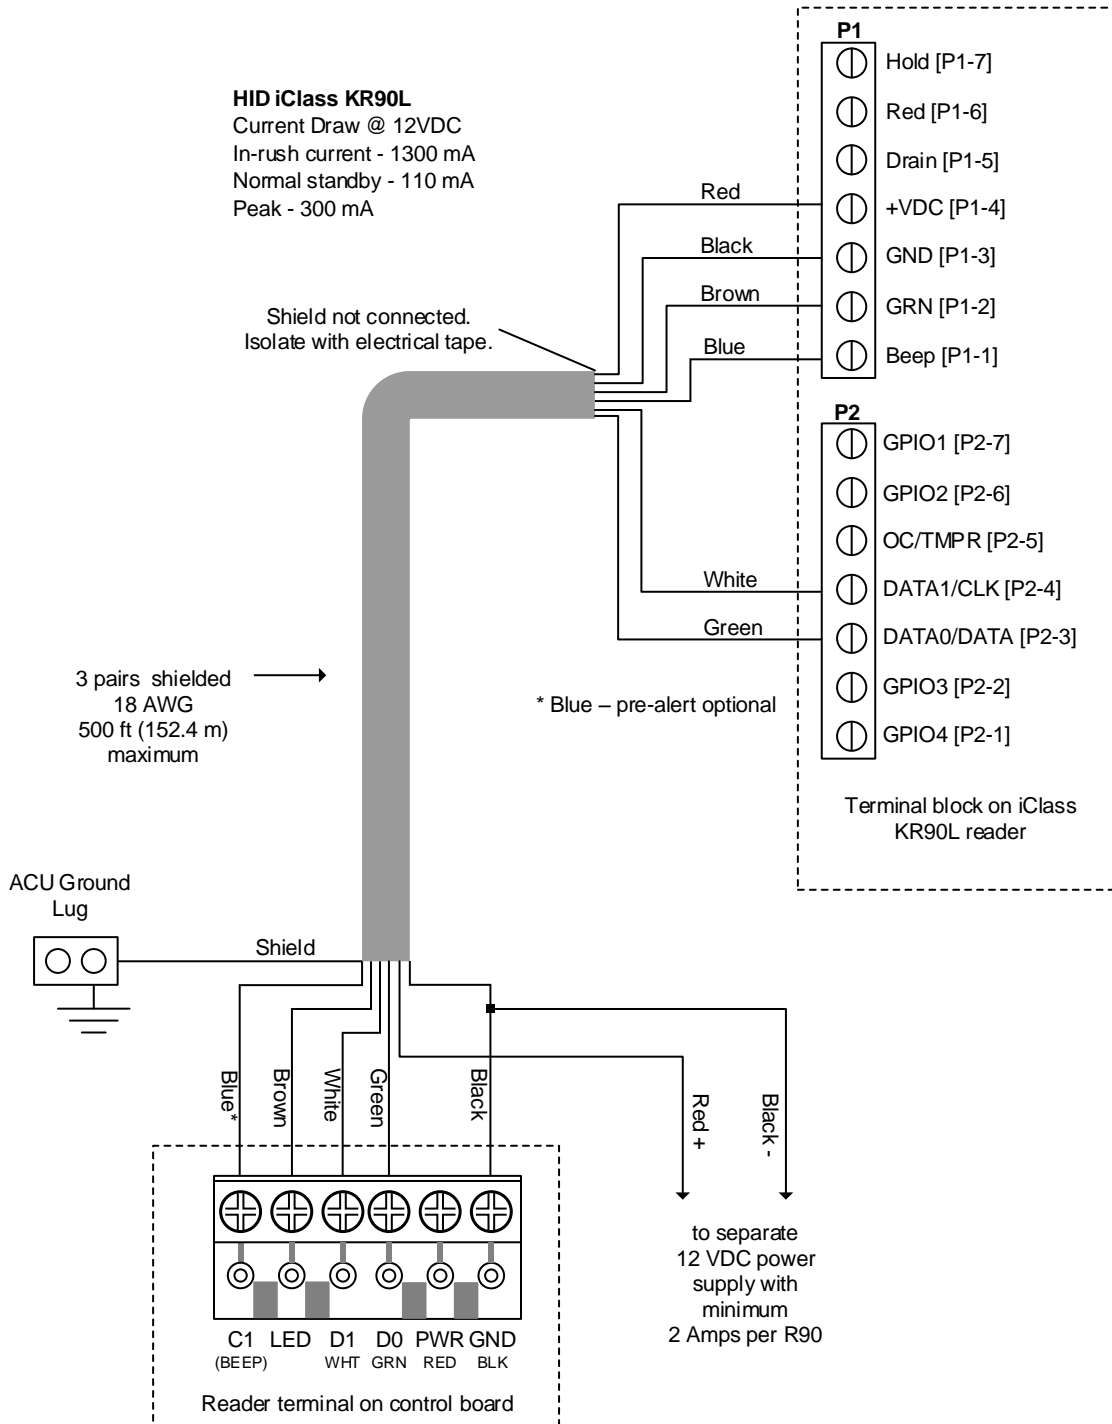 HID iClass KR90L
Current Draw @ 12VDC
In-rush current - 1300 mA
Normal standby - 110 mA
Peak - 300 mA
P1
Hold [P1-7]
Red [P1-6]
Drain [P1-5]
Red
+VDC [P1-4]
Black
GND [P1-3]
Brown
GRN [P1-2]
Blue
Beep [P1-1]
Shield not connected.
Isolate with electrical tape.
P2
GPIO1 [P2-7]
GPIO2 [P2-6]
OC/TMPR [P2-5]
White
DATA1/CLK [P2-4]
Green
DATA0/DATA [P2-3]
GPIO3 [P2-2]
GPIO4 [P2-1]
* Blue – pre-alert optional
Terminal block on iClass
KR90L reader
3 pairs shielded
18 AWG
500 ft (152.4 m)
maximum
ACU Ground
Lug
Shield
Blue*
Brown
White
Green
Black
Red +
Black -
to separate
12 VDC power
supply with
minimum
2 Amps per R90
C1 LED D1 D0 PWR GND
(BEEP) WHT GRN RED BLK
Reader terminal on control board